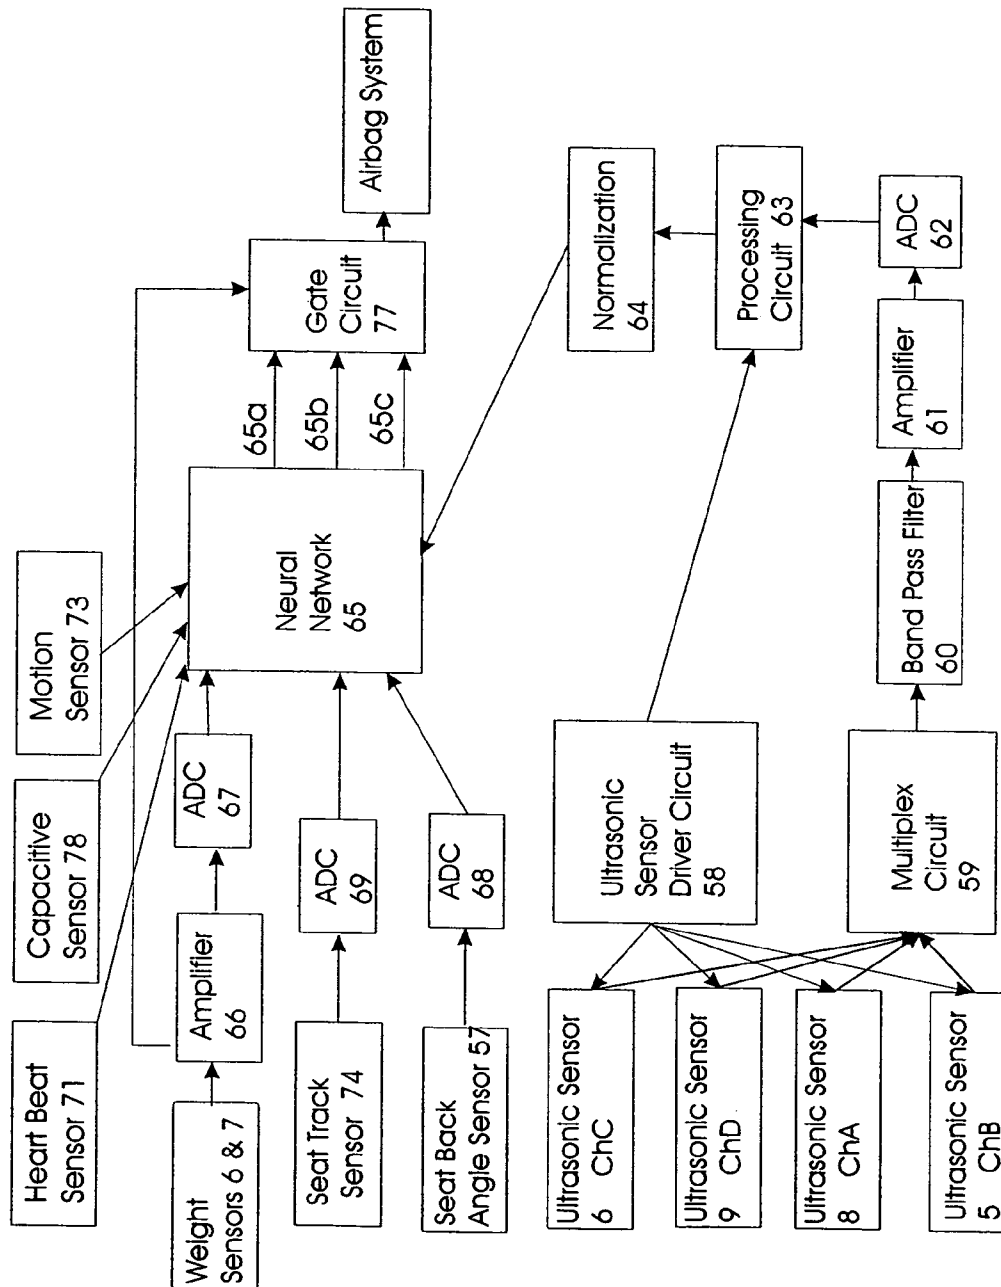 Heart Beat
Sensor 71
Capacitive
Sensor 78
Motion
Sensor 73
Weight
Sensors 6 & 7
Amplifier
66
ADC
67
Seat Track
Sensor 74
ADC
69
Seat Back
Angle Sensor 57
ADC
68
Neural
Network
65
65a
65b
65c
Gate
Circuit
77
Airbag System
Ultrasonic Sensor
6 ChC
Ultrasonic Sensor
9 ChD
Ultrasonic Sensor
8 ChA
Ultrasonic Sensor
5 ChB
Ultrasonic
Sensor
Driver Circuit
58
Multiplex
Circuit
59
Band Pass Filter
60
Amplifier
61
ADC
62
Processing
Circuit 63
Normalization
64